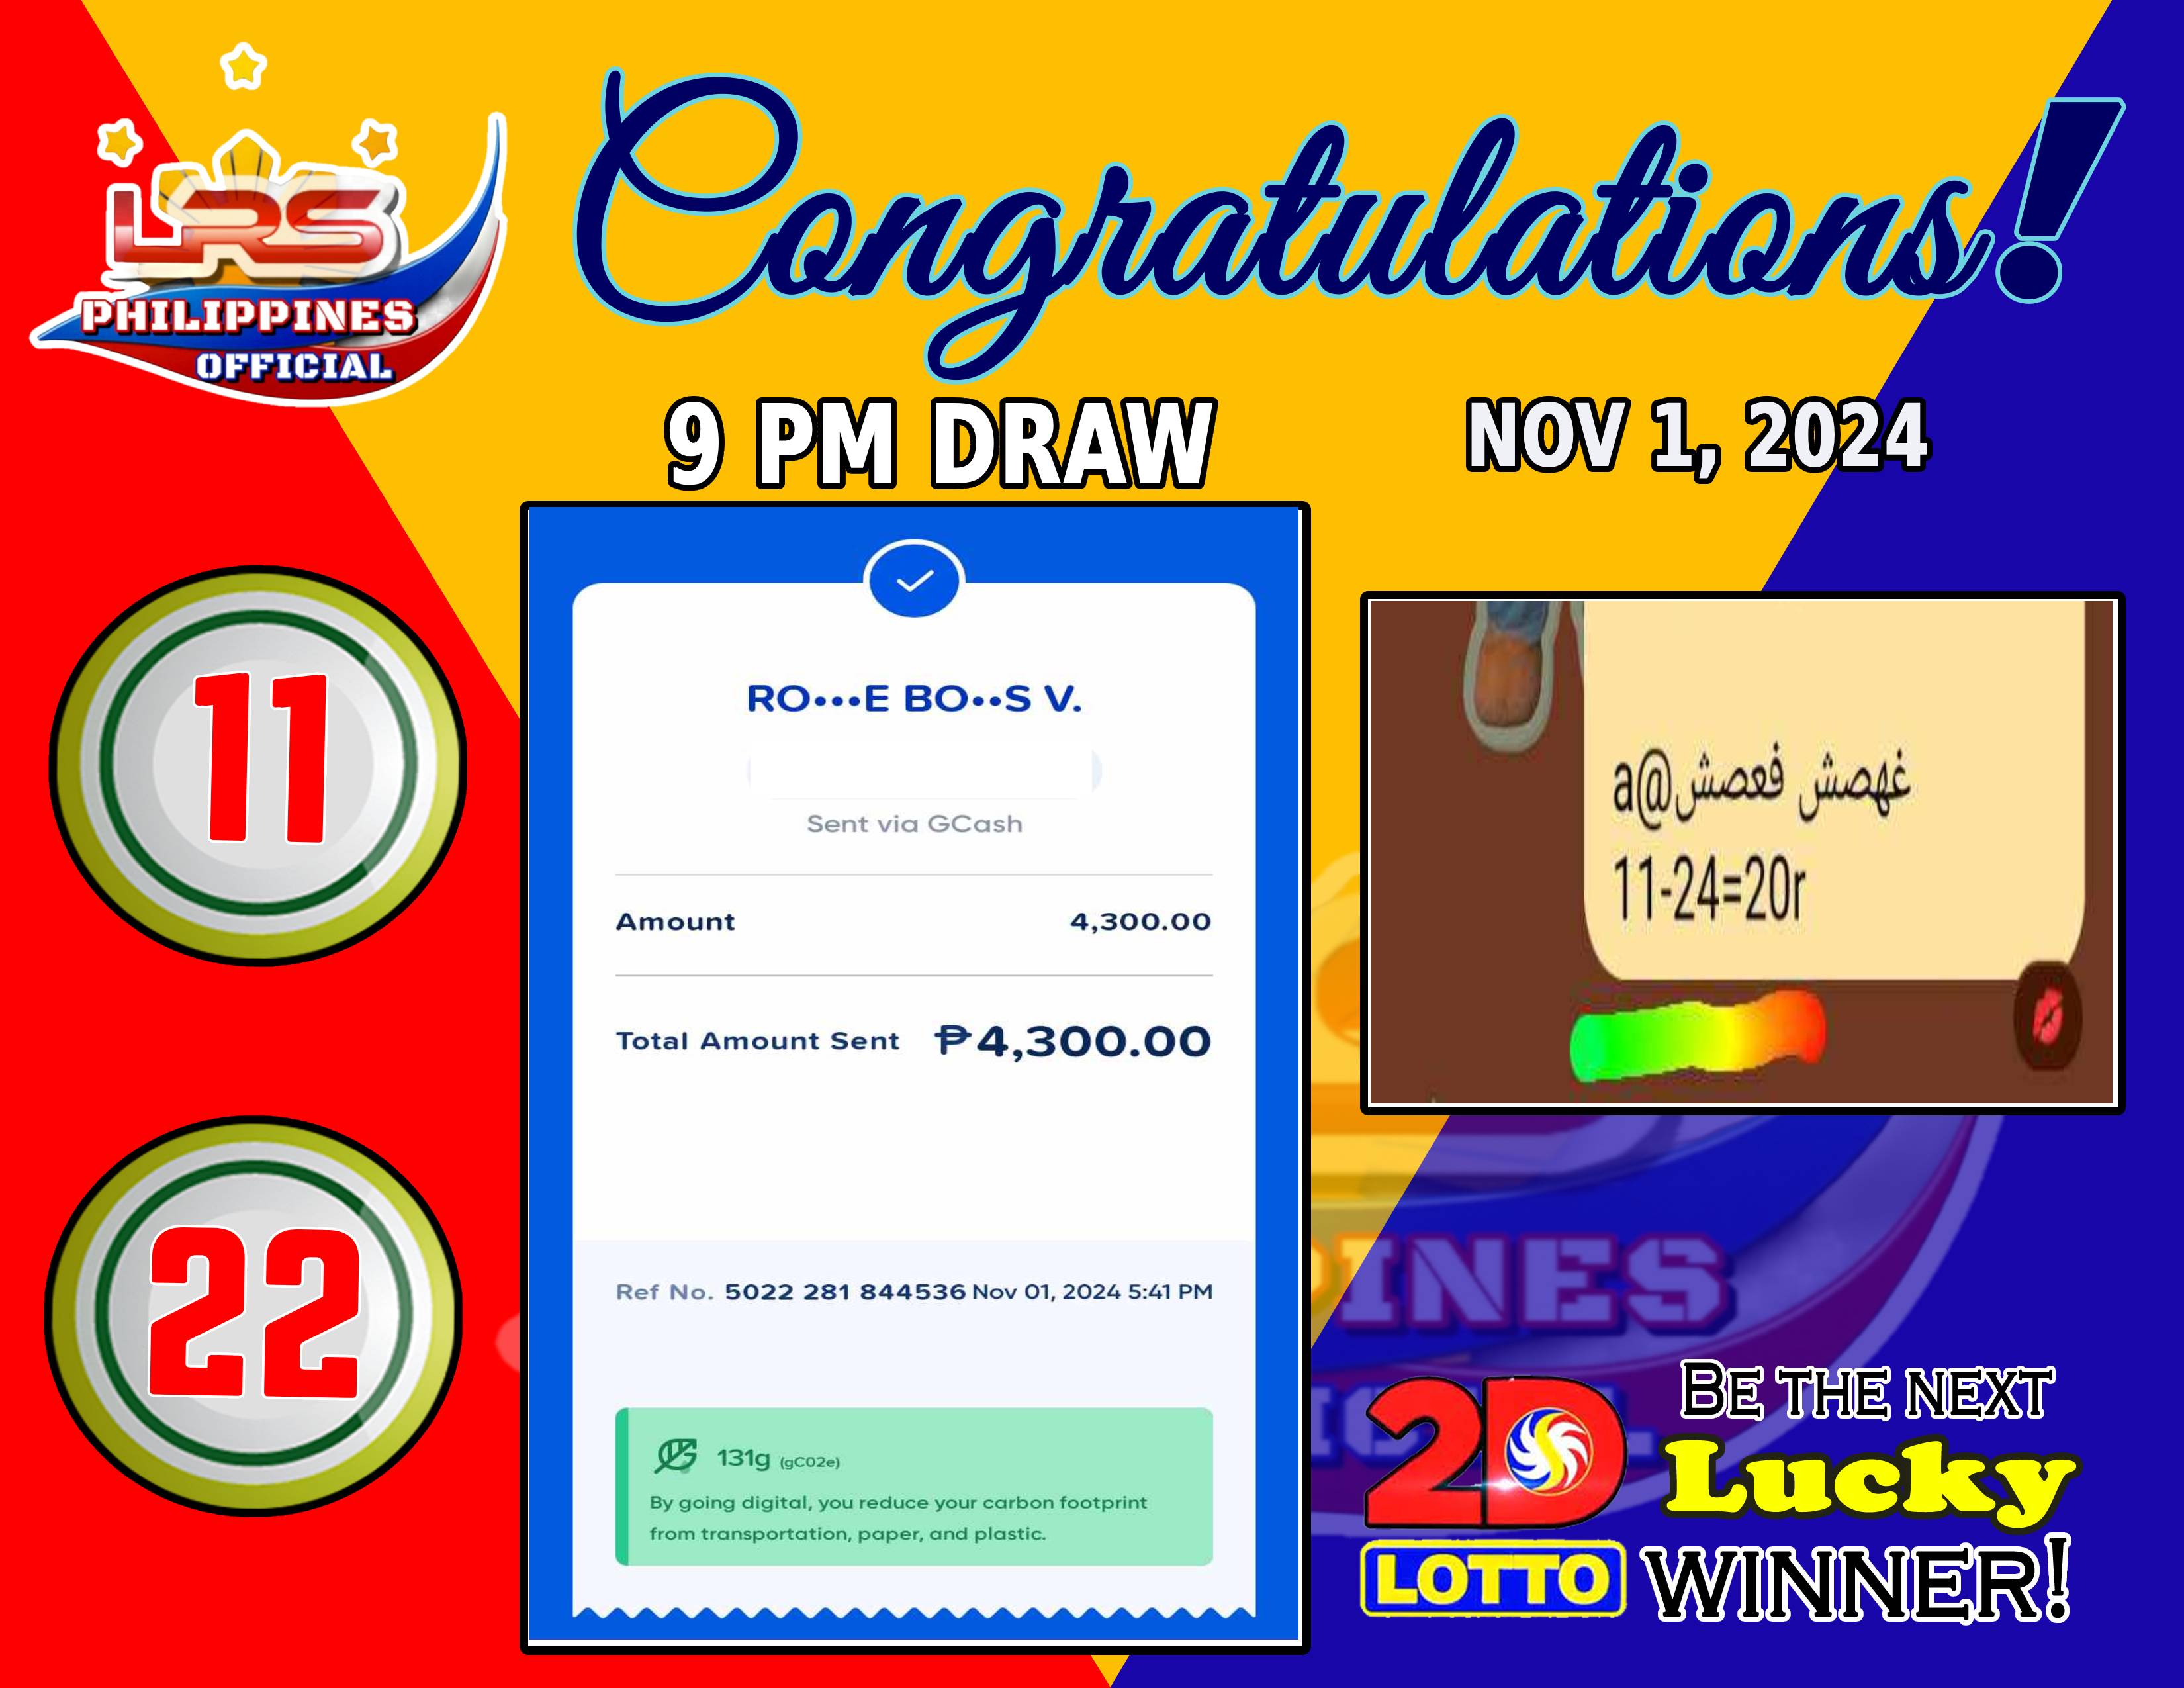 LRS
PHILIPPINES
OFFICIAL
Congratulations!
9 PM DRAW
NOV 1, 2024
11
22
RO•••E BO••S V.
Sent via GCash
Amount 4,300.00
Total Amount Sent ₱4,300.00
Ref No. 5022 281 844536 Nov 01, 2024 5:41 PM
131g (gCO2e)
By going digital, you reduce your carbon footprint
from transportation, paper, and plastic.
a@غهصش فعصش
11-24=20r
PINES
2D
LOTTO
BE THE NEXT
Lucky
WINNER!